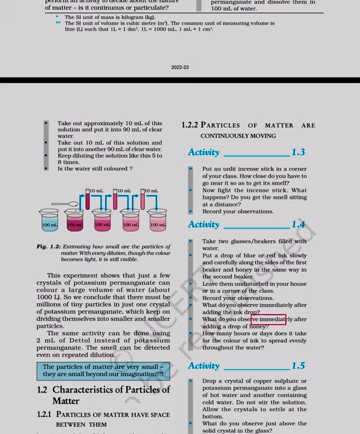 perform an activity to decide about the nature
of matter – is it continuous or particulate?
permanganate and dissolve them in
100 mL of water.
* The SI unit of mass is kilogram (kg).
** The SI unit of volume is cubic metre (m³). The common unit of measuring volume is
litre (L) such that 1L = 1 dm³, 1L = 1000 mL, 1 mL = 1 cm³.
2022-23
• Take out approximately 10 mL of this
solution and put it into 90 mL of clear
water.
• Take out 10 mL of this solution and
put it into another 90 mL of clear water.
• Keep diluting the solution like this 5 to
8 times.
• Is the water still coloured ?
10 mL 10 mL 10 mL
100 mL 100 mL 100 mL 100 mL 100 mL
Fig. 1.2: Estimating how small are the particles of
matter. With every dilution, though the colour
becomes light, it is still visible.
This experiment shows that just a few
crystals of potassium permanganate can
colour a large volume of water (about
1000 L). So we conclude that there must be
millions of tiny particles in just one crystal
of potassium permanganate, which keep on
dividing themselves into smaller and smaller
particles.
The same activity can be done using
2 mL of Dettol instead of potassium
permanganate. The smell can be detected
even on repeated dilution.
The particles of matter are very small –
they are small beyond our imagination!!!!
1.2 Characteristics of Particles of
Matter
1.2.1 PARTICLES OF MATTER HAVE SPACE
BETWEEN THEM
1.2.2 PARTICLES OF MATTER ARE
CONTINUOUSLY MOVING
Activity 1.3
• Put an unlit incense stick in a corner
of your class. How close do you have to
go near it so as to get its smell?
• Now light the incense stick. What
happens? Do you get the smell sitting
at a distance?
• Record your observations.
Activity 1.4
• Take two glasses/beakers filled with
water.
• Put a drop of blue or red ink slowly
and carefully along the sides of the first
beaker and honey in the same way in
the second beaker.
• Leave them undisturbed in your house
or in a corner of the class.
• Record your observations.
• What do you observe immediately after
adding the ink drop?
• What do you observe immediately after
adding a drop of honey?
• How many hours or days does it take
for the colour of ink to spread evenly
throughout the water?
Activity 1.5
• Drop a crystal of copper sulphate or
potassium permanganate into a glass
of hot water and another containing
cold water. Do not stir the solution.
Allow the crystals to settle at the
bottom.
• What do you observe just above the
solid crystal in the glass?